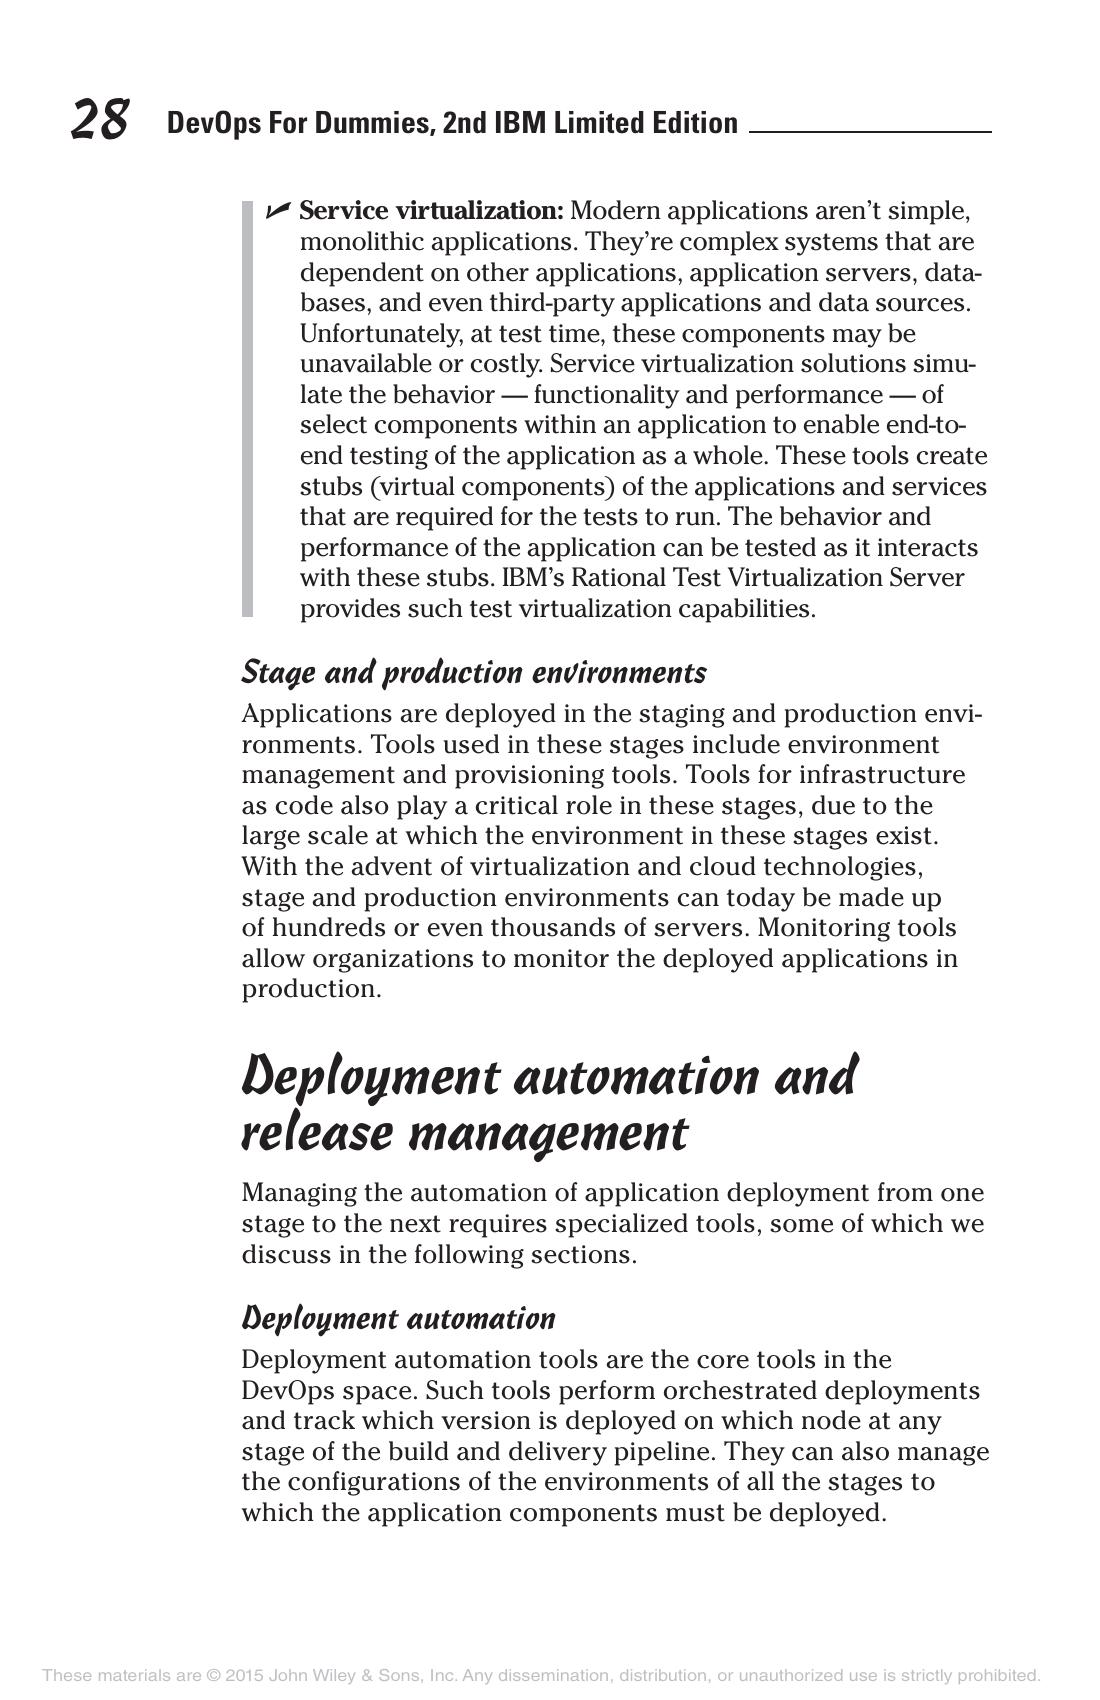 28 DevOps For Dummies, 2nd IBM Limited Edition
✓ Service virtualization: Modern applications aren’t simple,
monolithic applications. They’re complex systems that are
dependent on other applications, application servers, data-
bases, and even third-party applications and data sources.
Unfortunately, at test time, these components may be
unavailable or costly. Service virtualization solutions simu-
late the behavior — functionality and performance — of
select components within an application to enable end-to-
end testing of the application as a whole. These tools create
stubs (virtual components) of the applications and services
that are required for the tests to run. The behavior and
performance of the application can be tested as it interacts
with these stubs. IBM’s Rational Test Virtualization Server
provides such test virtualization capabilities.
Stage and production environments
Applications are deployed in the staging and production envi-
ronments. Tools used in these stages include environment
management and provisioning tools. Tools for infrastructure
as code also play a critical role in these stages, due to the
large scale at which the environment in these stages exist.
With the advent of virtualization and cloud technologies,
stage and production environments can today be made up
of hundreds or even thousands of servers. Monitoring tools
allow organizations to monitor the deployed applications in
production.
Deployment automation and
release management
Managing the automation of application deployment from one
stage to the next requires specialized tools, some of which we
discuss in the following sections.
Deployment automation
Deployment automation tools are the core tools in the
DevOps space. Such tools perform orchestrated deployments
and track which version is deployed on which node at any
stage of the build and delivery pipeline. They can also manage
the configurations of the environments of all the stages to
which the application components must be deployed.
These materials are © 2015 John Wiley & Sons, Inc. Any dissemination, distribution, or unauthorized use is strictly prohibited.